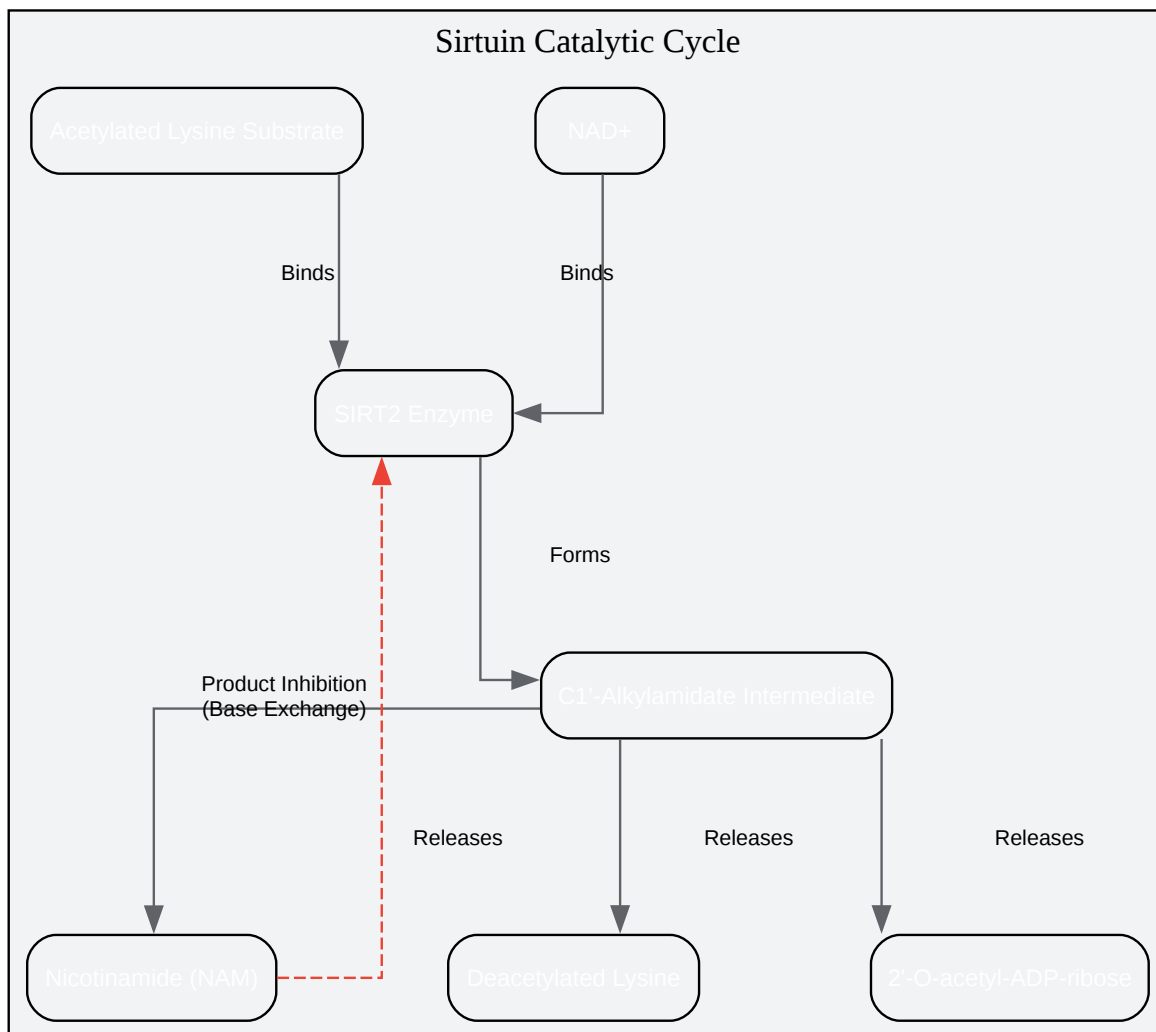 Sirtuin Catalytic Cycle
Acetylated Lysine Substrate
NAD+
Binds
Binds
SIRT2 Enzyme
Forms
C1'-Alkylamidate Intermediate
Product Inhibition
(Base Exchange)
Releases
Releases
Releases
Nicotinamide (NAM)
Deacetylated Lysine
2'-O-acetyl-ADP-ribose